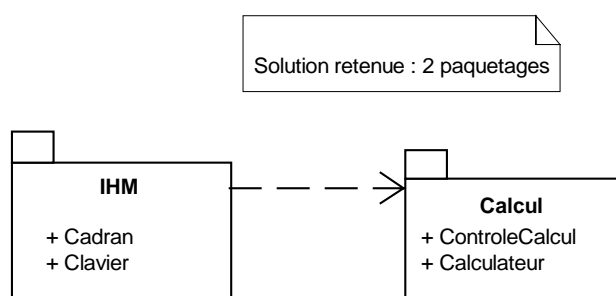 Solution retenue : 2 paquetages
IHM
+ Cadran
+ Clavier
Calcul
+ ControleCalcul
+ Calculateur